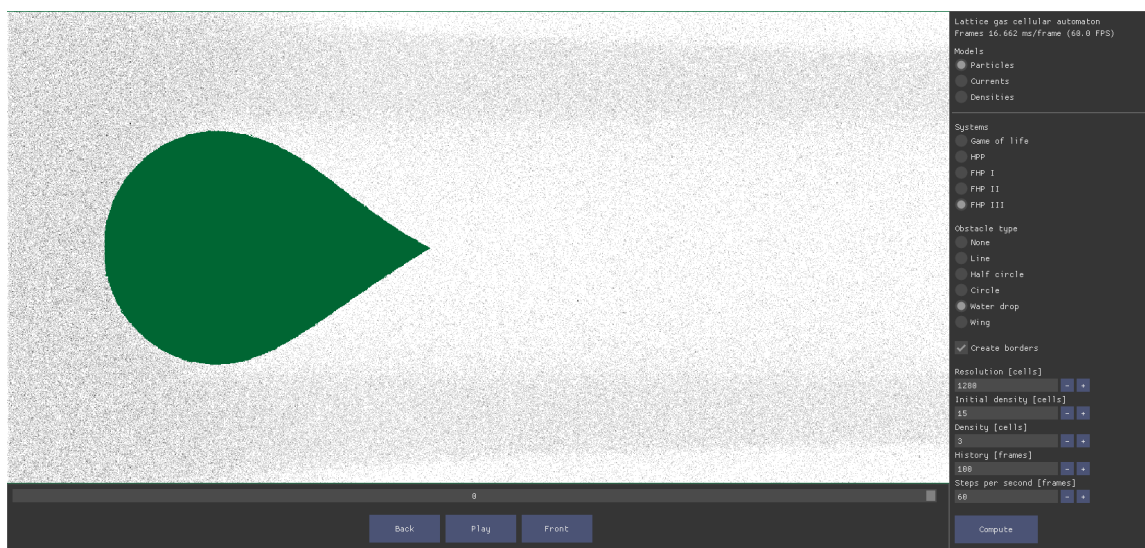 Lattice gas cellular automaton
Frames 16.662 ms/frame (60.0 FPS)
Models
Particles
Currents
Densities
Systems
Game of life
HPP
FHP I
FHP II
FHP III
Obstacle type
None
Line
Half circle
Circle
Water drop
Wing
Create borders
Resolution [cells]
1280 - +
Initial density [cells]
15 - +
Density [cells]
3 - +
History [frames]
100 - +
Steps per second [frames]
60 - +
Compute
0
Back Play Front